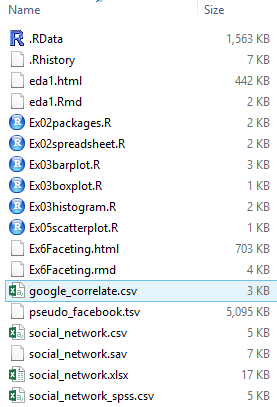 Name Size
.RData 1,563 KB
.Rhistory 7 KB
eda1.html 442 KB
eda1.Rmd 2 KB
Ex02packages.R 2 KB
Ex02spreadsheet.R 2 KB
Ex03barplot.R 3 KB
Ex03boxplot.R 1 KB
Ex03histogram.R 2 KB
Ex05scatterplot.R 1 KB
Ex6Faceting.html 703 KB
Ex6Faceting.rmd 4 KB
google_correlate.csv 3 KB
pseudo_facebook.tsv 5,095 KB
social_network.csv 5 KB
social_network.sav 7 KB
social_network.xlsx 17 KB
social_network_spss.csv 5 KB